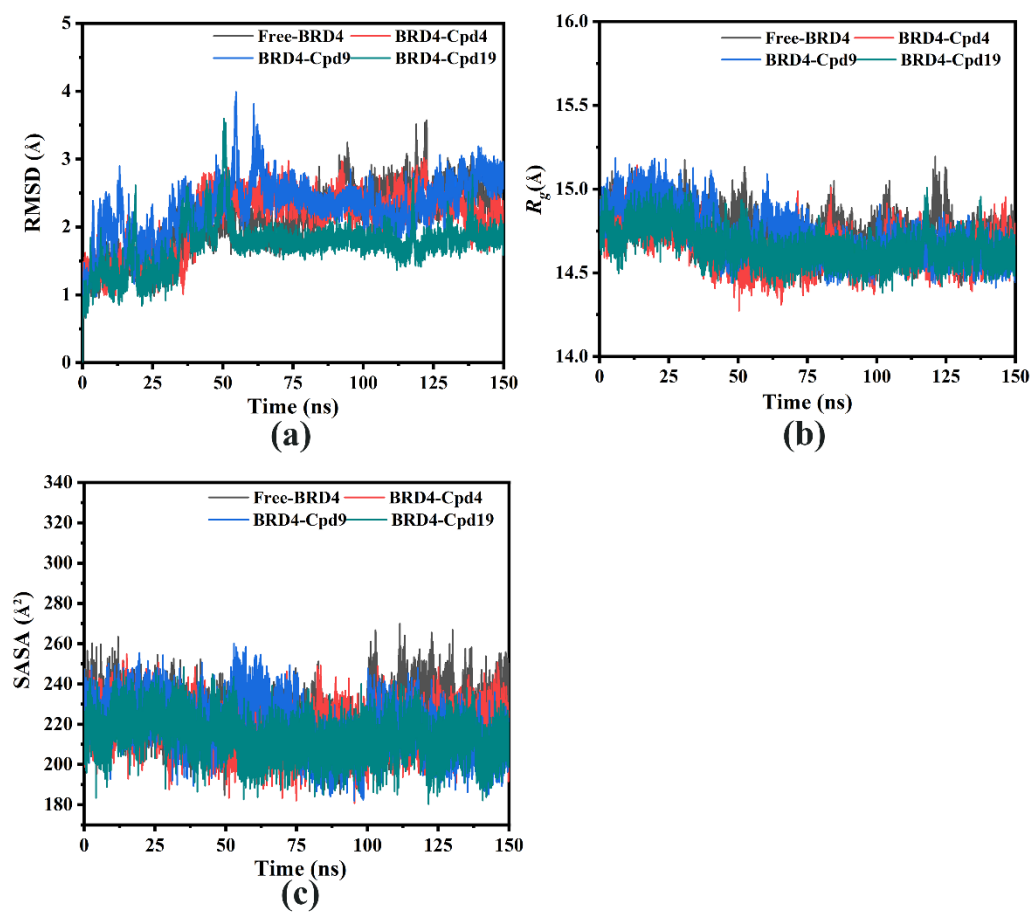 5
4
3
2
1
0
RMSD (Å)
Free-BRD4 BRD4-Cpd4
BRD4-Cpd9 BRD4-Cpd19
0 25 50 75 100 125 150
Time (ns)
(a)
16.0
15.5
15.0
14.5
14.0
Rg(Å)
Free-BRD4 BRD4-Cpd4
BRD4-Cpd9 BRD4-Cpd19
0 25 50 75 100 125 150
Time (ns)
(b)
340
320
300
280
260
240
220
200
180
SASA (Å²)
Free-BRD4 BRD4-Cpd4
BRD4-Cpd9 BRD4-Cpd19
0 25 50 75 100 125 150
Time (ns)
(c)